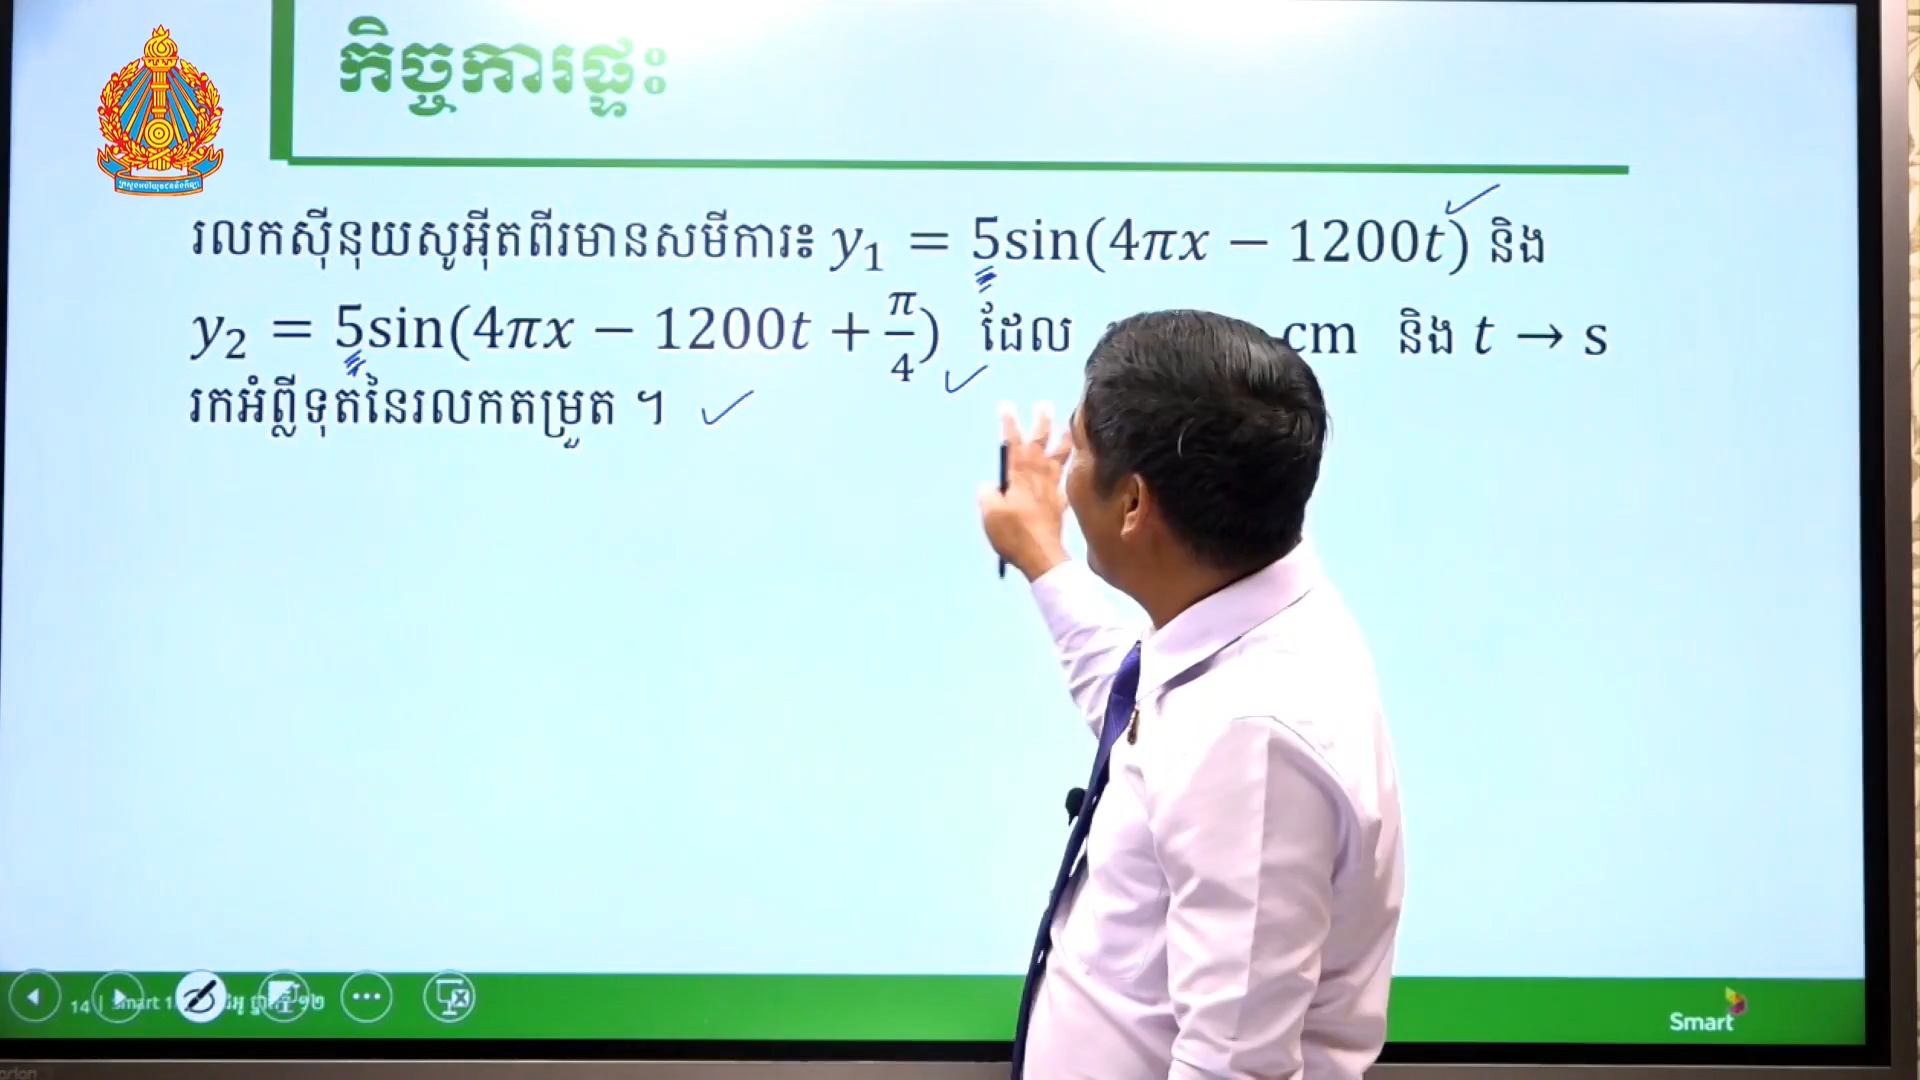 កិច្ចការផ្ទះ
រលកស៊ីនុយសូអ៊ីតពីរមានសមីការ៖ y₁ = 5sin(4πx − 1200t) និង
y₂ = 5sin(4πx − 1200t + π/4) ដែល cm និង t → s
រកអំព្លីទុតនៃរលកតម្រួត ។
14 | Smart
Smart